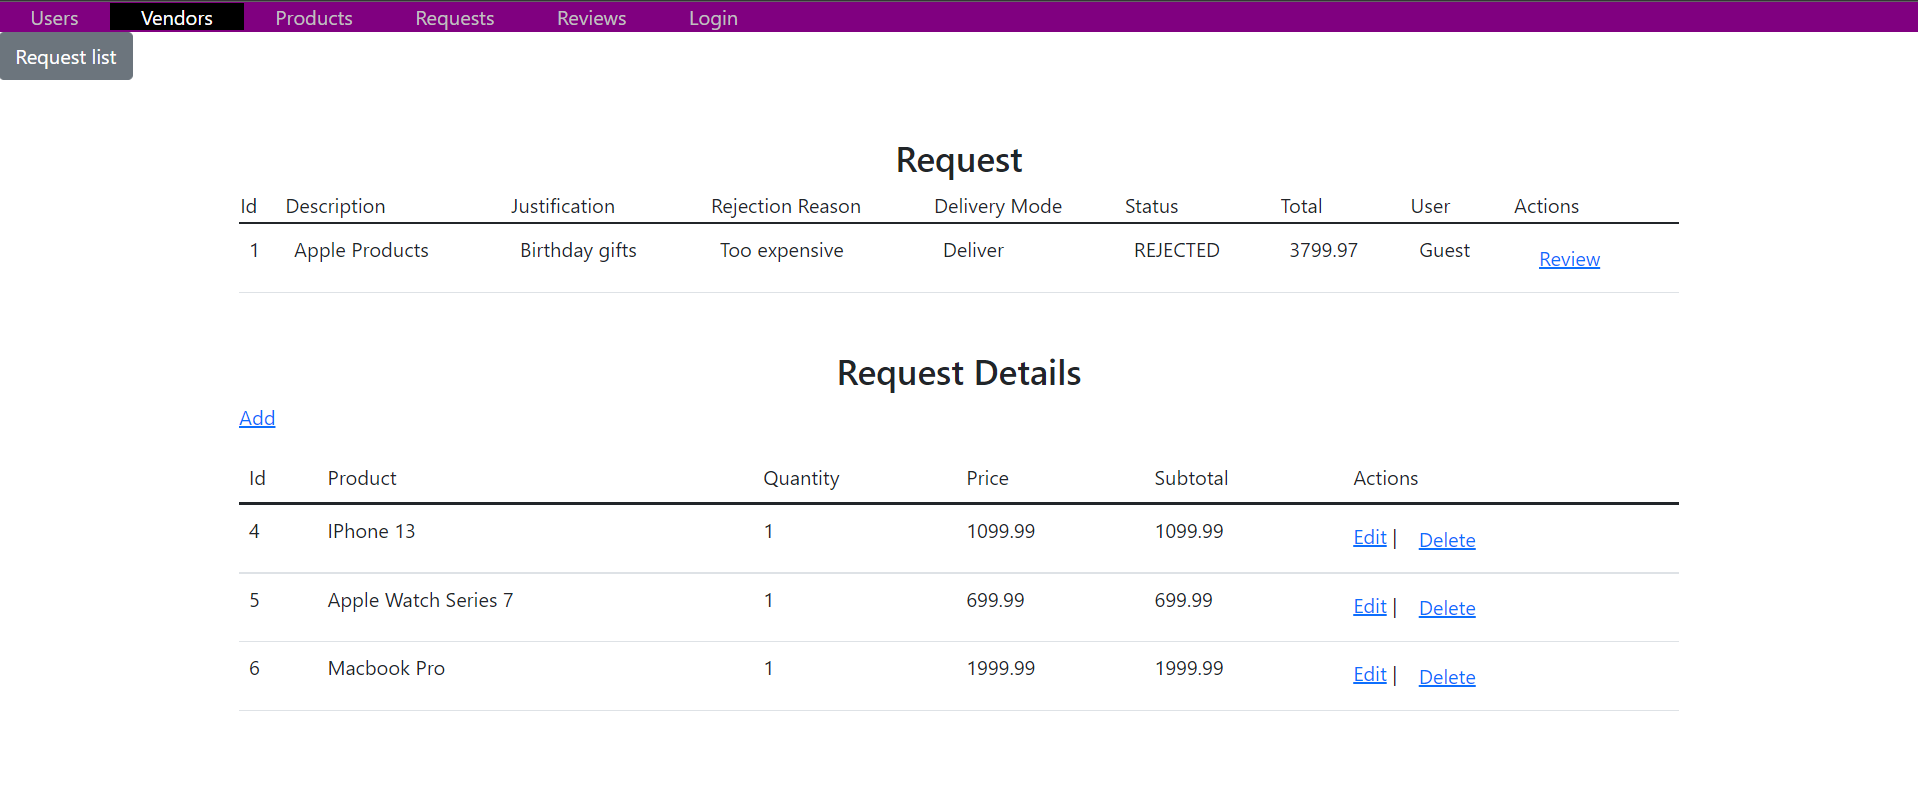 Users Vendors Products Requests Reviews Login
Request list
Request
Id Description Justification Rejection Reason Delivery Mode Status Total User Actions
1 Apple Products Birthday gifts Too expensive Deliver REJECTED 3799.97 Guest Review
Request Details
Add
Id Product Quantity Price Subtotal Actions
4 IPhone 13 1 1099.99 1099.99 Edit | Delete
5 Apple Watch Series 7 1 699.99 699.99 Edit | Delete
6 Macbook Pro 1 1999.99 1999.99 Edit | Delete